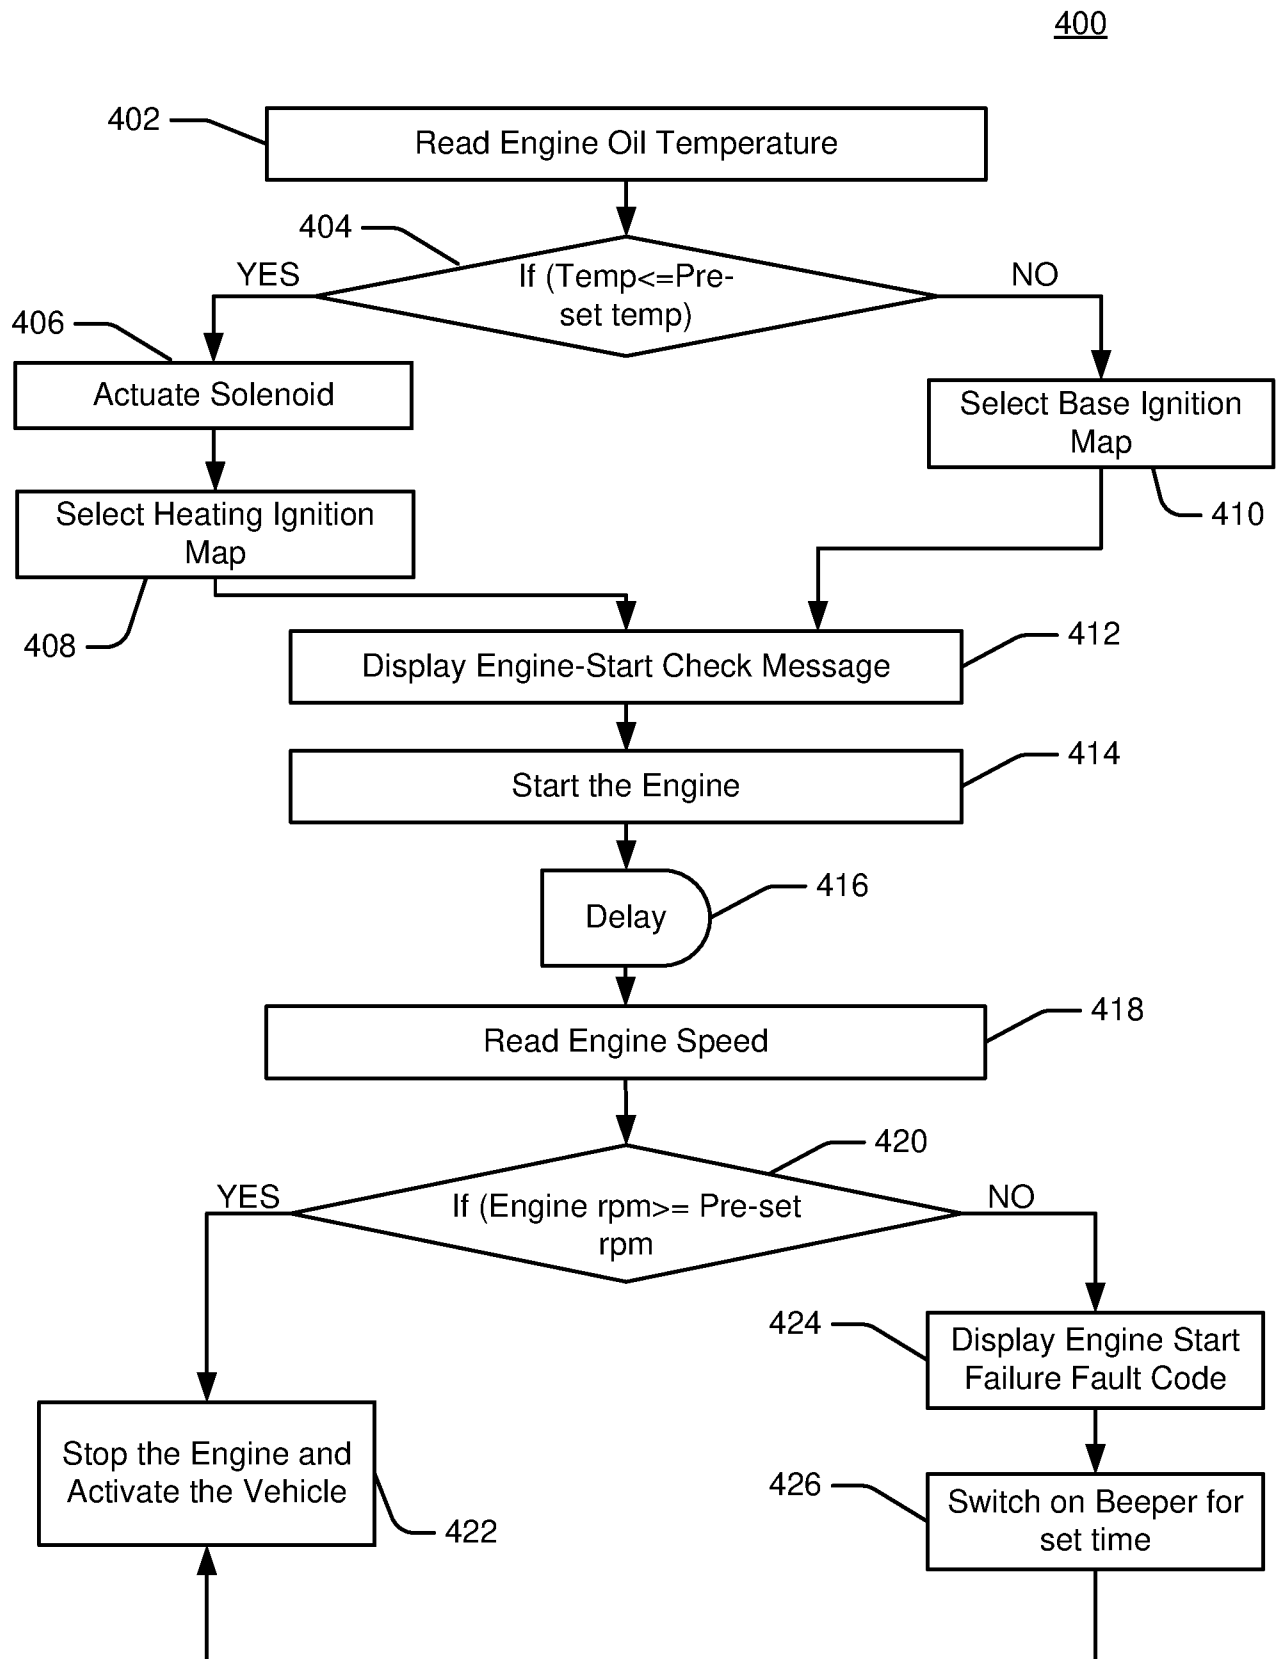 400
402
Read Engine Oil Temperature
404
YES
If (Temp<=Pre-
set temp)
NO
406
Actuate Solenoid
Select Base Ignition
Map
410
Select Heating Ignition
Map
408
412
Display Engine-Start Check Message
414
Start the Engine
416
Delay
418
Read Engine Speed
420
YES
If (Engine rpm>= Pre-set
rpm
NO
424
Display Engine Start
Failure Fault Code
Stop the Engine and
Activate the Vehicle
422
426
Switch on Beeper for
set time